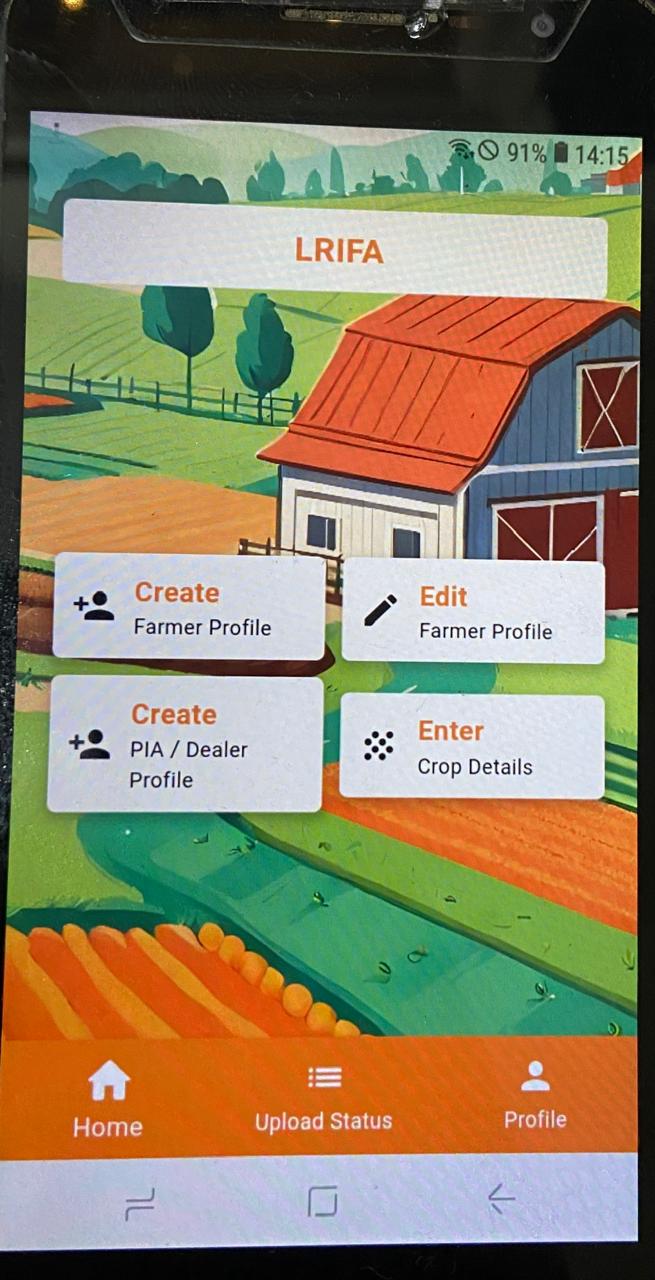 91% 14:15
LRIFA
Create
Farmer Profile
Edit
Farmer Profile
Create
PIA / Dealer
Profile
Enter
Crop Details
Home
Upload Status
Profile